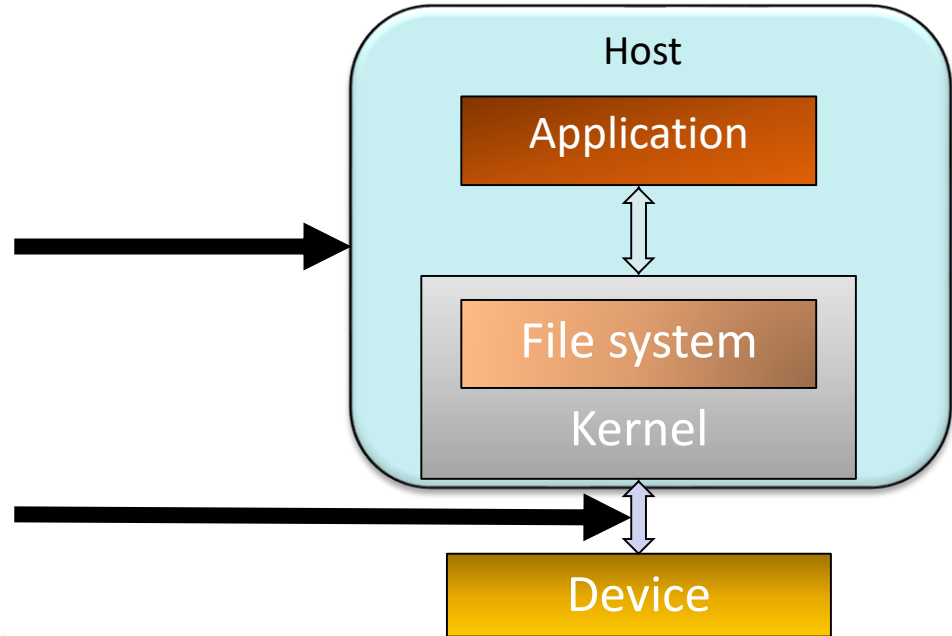 Host
Application
File system
Kernel
Device